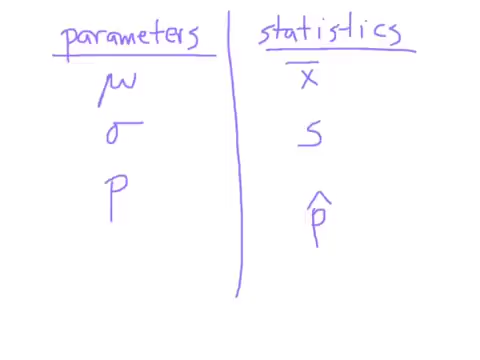 parameters statistics
μ x̅
σ s
p p̂